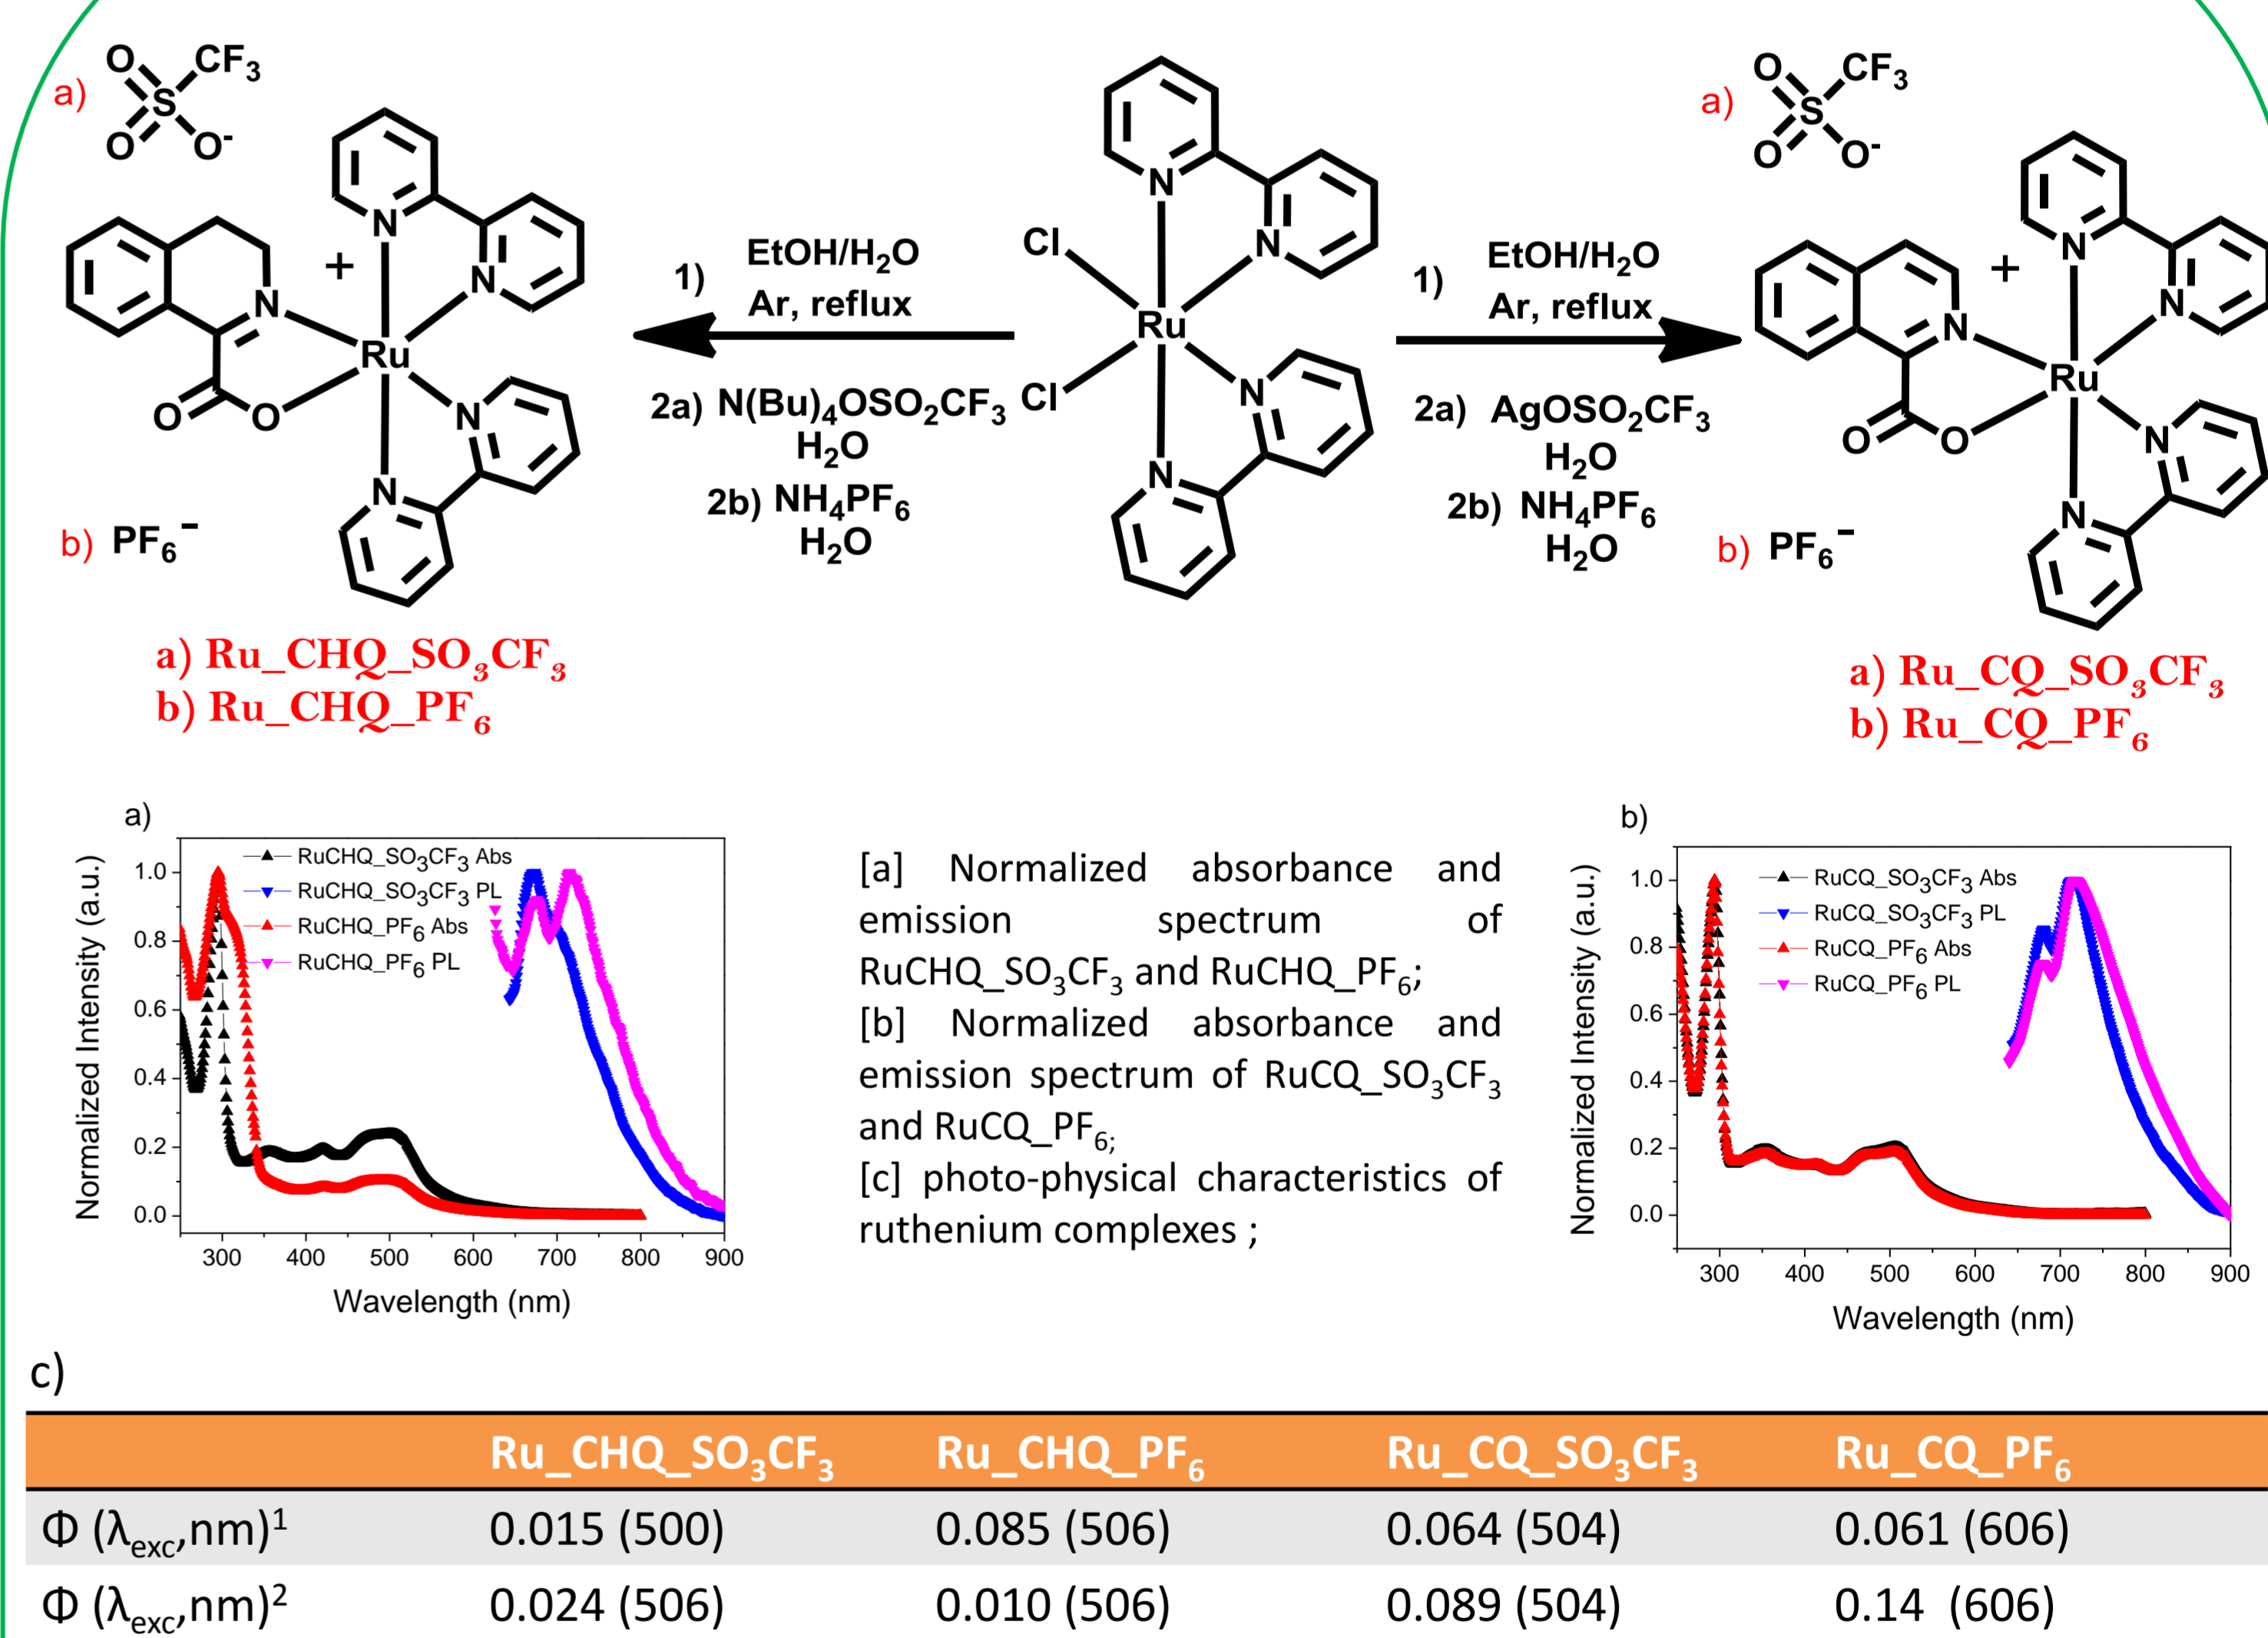 a)
O
CF3
S
O
O-
N
N
+
N
Ru
O
O
N
N
b) PF6−
a) Ru_CHQ_SO3CF3
b) Ru_CHQ_PF6
1) EtOH/H2O
Ar, reflux
2a) N(Bu)4OSO2CF3
H2O
2b) NH4PF6
H2O
N
N
Cl
Ru
Cl
N
N
1) EtOH/H2O
Ar, reflux
2a) AgOSO2CF3
H2O
2b) NH4PF6
H2O
a)
O
CF3
S
O
O-
N
N
+
N
Ru
O
O
N
N
b) PF6−
a) Ru_CQ_SO3CF3
b) Ru_CQ_PF6
a)
Normalized Intensity (a.u.)
1.0
0.8
0.6
0.4
0.2
0.0
RuCHQ_SO3CF3 Abs
RuCHQ_SO3CF3 PL
RuCHQ_PF6 Abs
RuCHQ_PF6 PL
300 400 500 600 700 800 900
Wavelength (nm)
[a] Normalized absorbance and
emission spectrum of
RuCHQ_SO3CF3 and RuCHQ_PF6;
[b] Normalized absorbance and
emission spectrum of RuCQ_SO3CF3
and RuCQ_PF6;
[c] photo-physical characteristics of
ruthenium complexes ;
b)
Normalized Intensity (a.u.)
1.0
0.8
0.6
0.4
0.2
0.0
RuCQ_SO3CF3 Abs
RuCQ_SO3CF3 PL
RuCQ_PF6 Abs
RuCQ_PF6 PL
300 400 500 600 700 800 900
Wavelength (nm)
c)
Ru_CHQ_SO3CF3 Ru_CHQ_PF6 Ru_CQ_SO3CF3 Ru_CQ_PF6
Φ (λexc,nm)1 0.015 (500) 0.085 (506) 0.064 (504) 0.061 (606)
Φ (λexc,nm)2 0.024 (506) 0.010 (506) 0.089 (504) 0.14 (606)